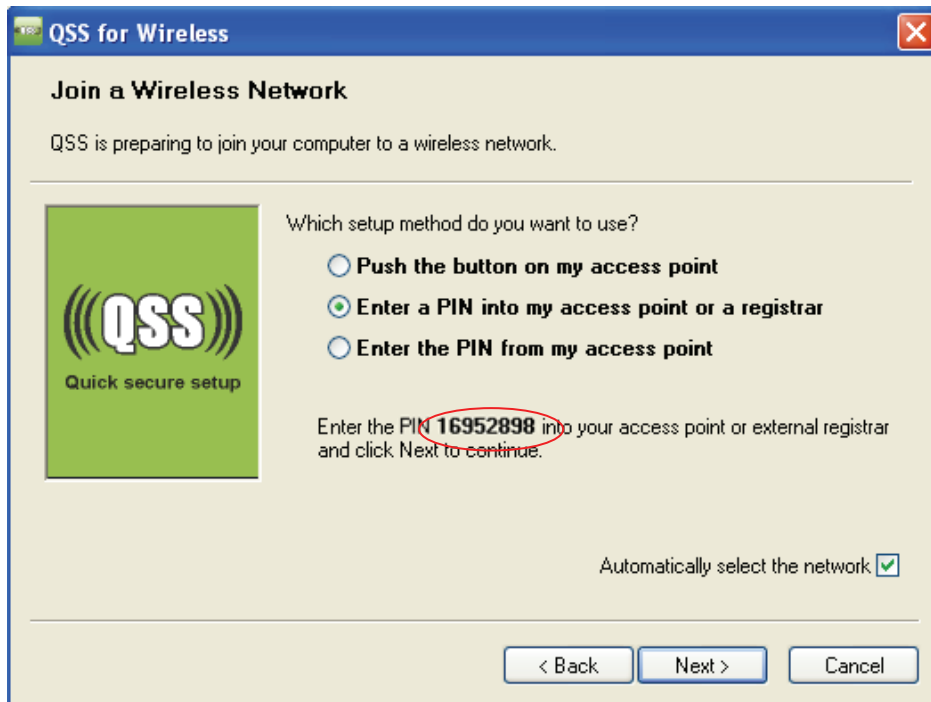 QSS for Wireless
Join a Wireless Network
QSS is preparing to join your computer to a wireless network.
Which setup method do you want to use?
Push the button on my access point
Enter a PIN into my access point or a registrar
Enter the PIN from my access point
(((QSS)))
Quick secure setup
Enter the PIN 16952898 into your access point or external registrar
and click Next to continue.
Automatically select the network
< Back
Next >
Cancel